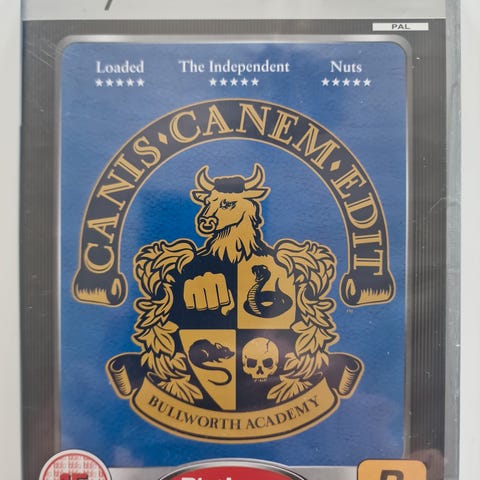 PAL
Loaded The Independent Nuts
★★★★★ ★★★★★ ★★★★★
CANIS·CANEM·EDIT
BULLWORTH ACADEMY